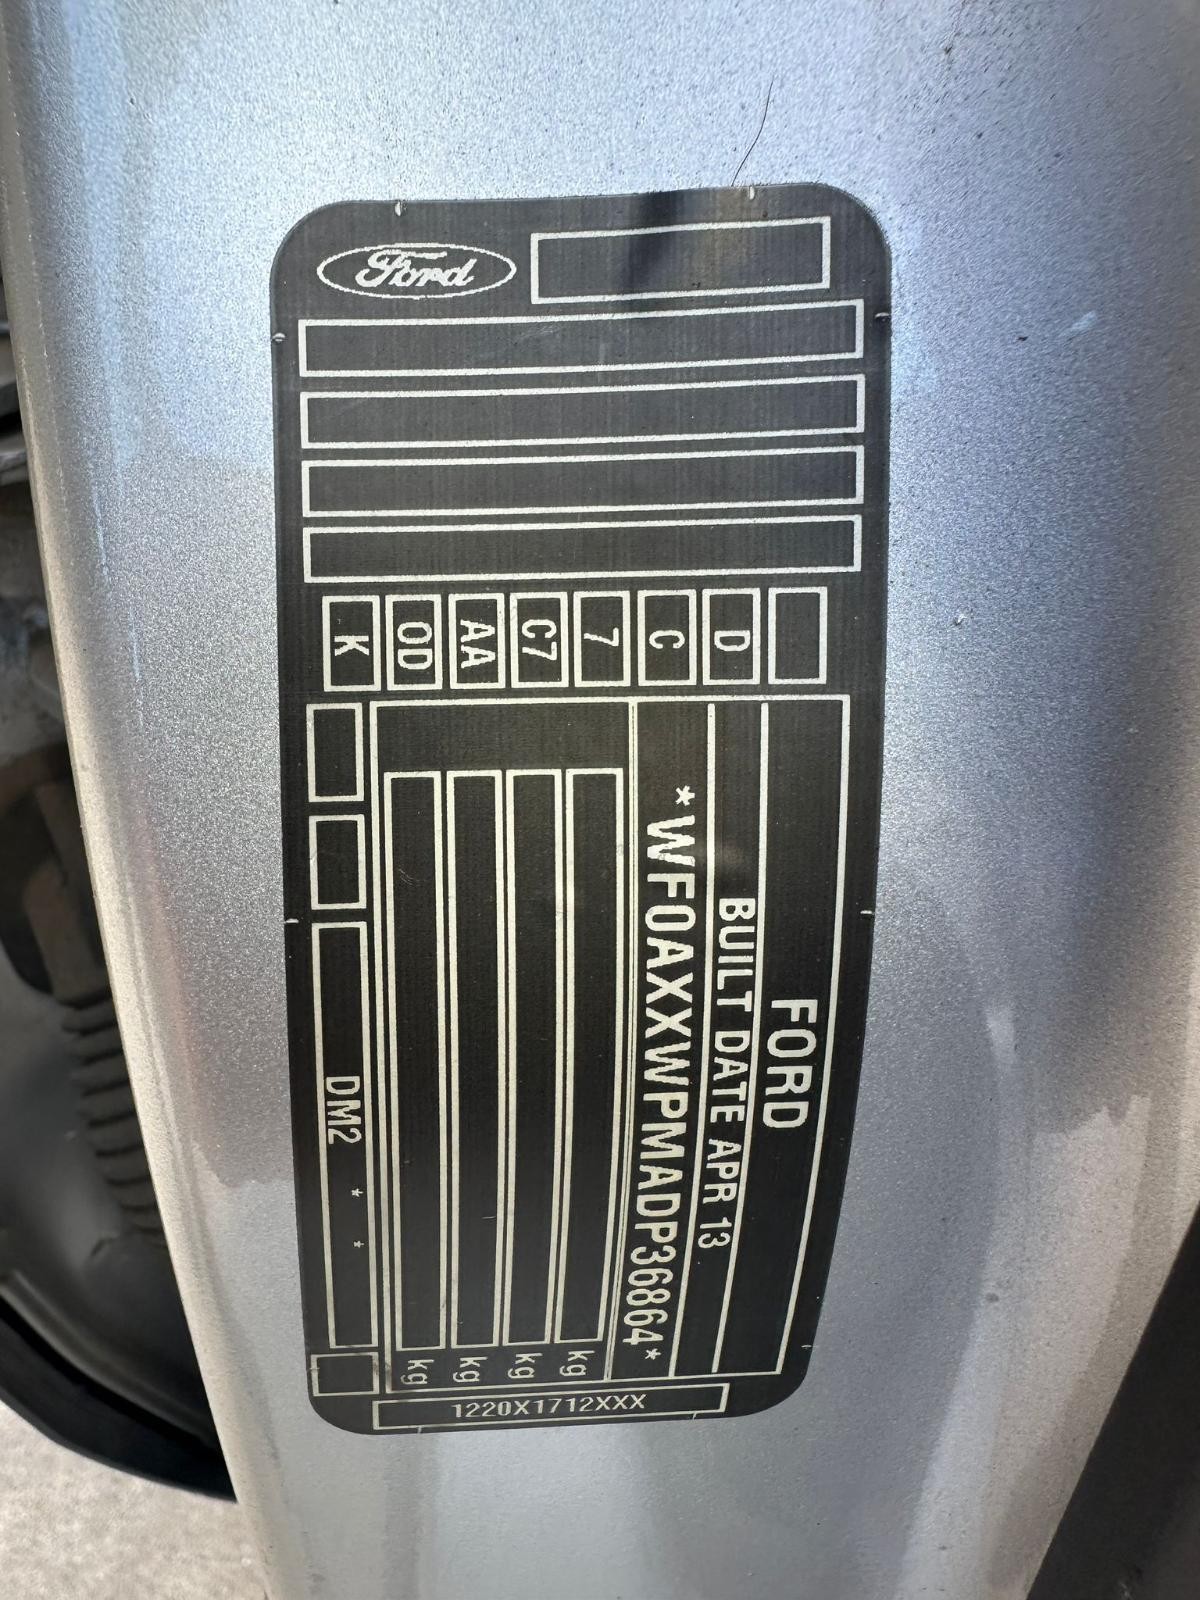 Ford
FORD
BUILT DATE APR 13
*WF0AXXWPMADP36864*
kg
kg
kg
kg
D
C
7
C7
AA
OD
K
DM2 * *
1220X1712XXX